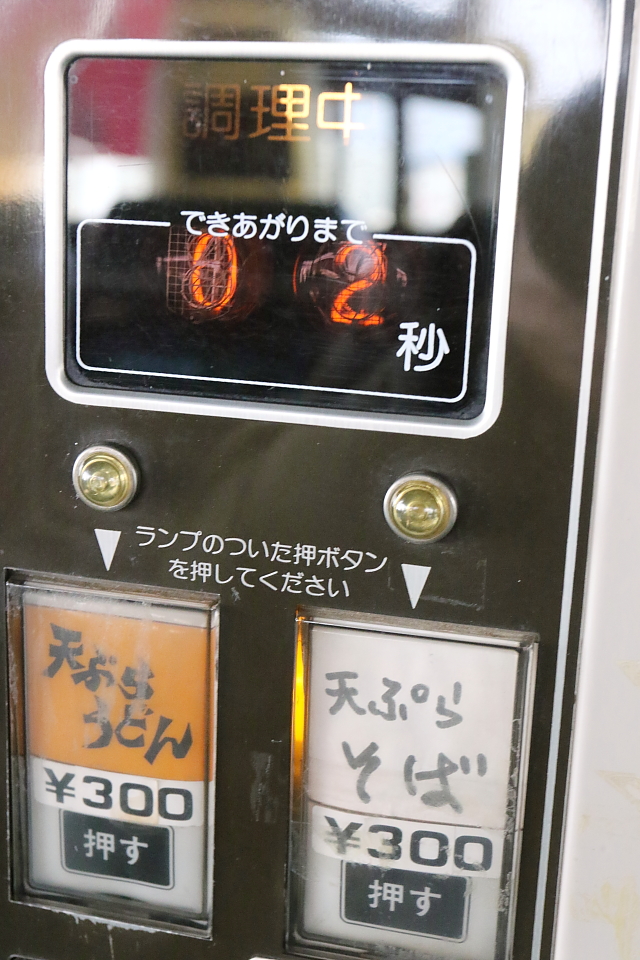 調理中
できあがりまで
02
秒
ランプのついた押ボタン
を押してください
天ぷら
うどん
¥300
押す
天ぷら
そば
¥300
押す